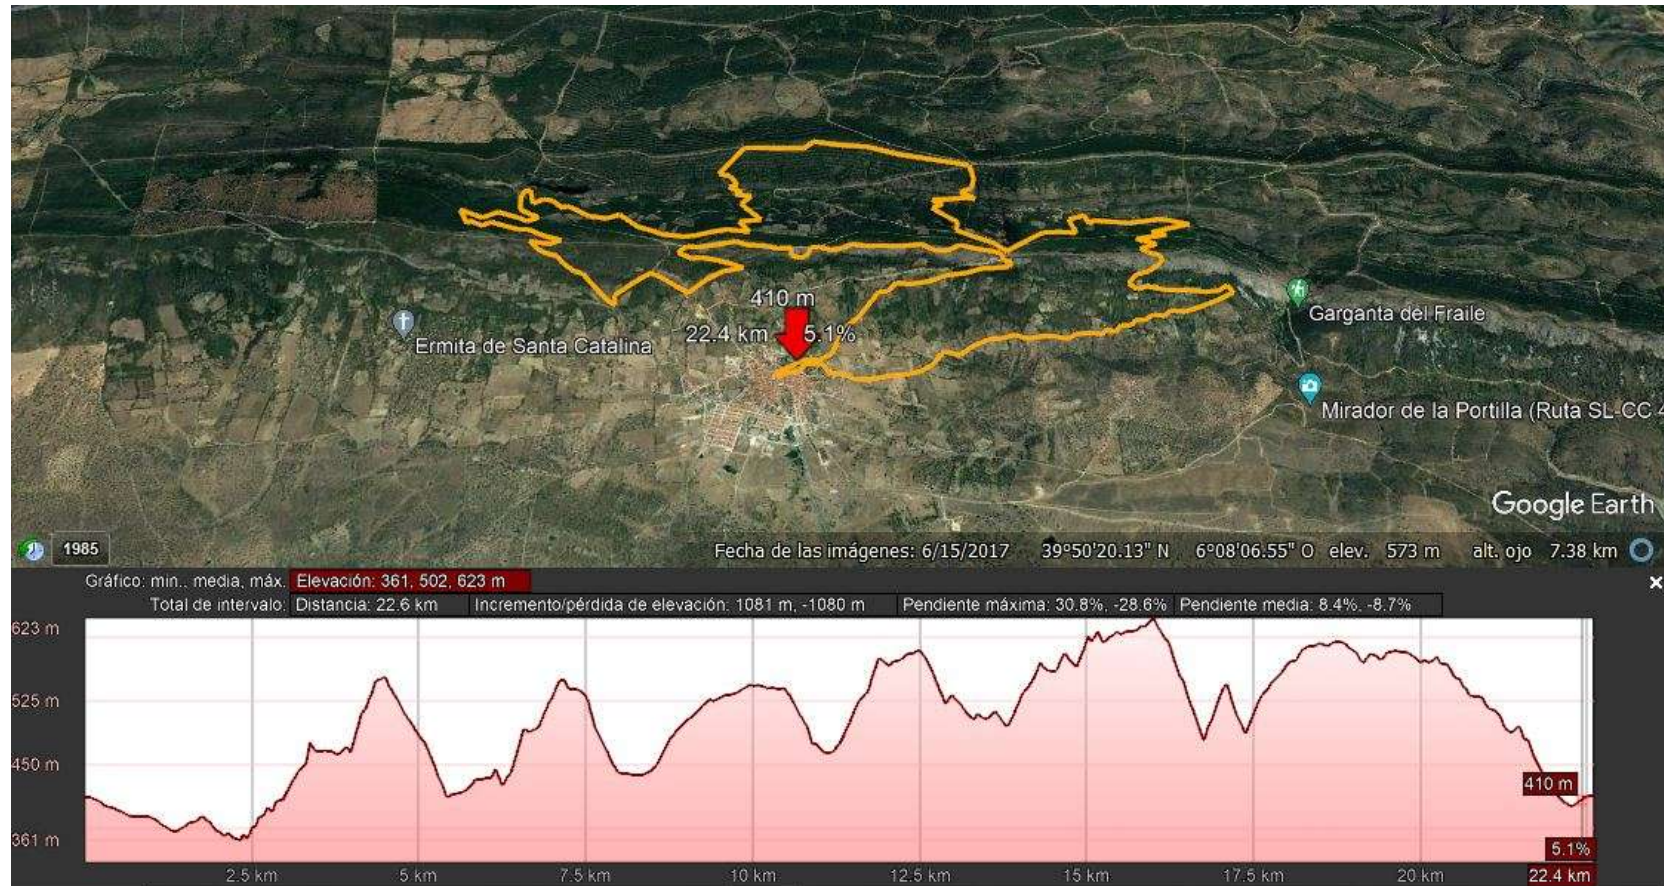 410 m
22.4 km 5.1%
Garganta del Fraile
Ermita de Santa Catalina
Mirador de la Portilla (Ruta SL-CC 4
Google Earth
1985
Fecha de las imágenes: 6/15/2017 39º50'20.13" N 6º08'06.55" O elev. 573 m alt. ojo 7.38 km
Gráfico: min., media, máx. Elevación: 361, 502, 623 m
Total de intervalo: Distancia: 22.6 km Incremento/pérdida de elevación: 1081 m, -1080 m Pendiente máxima: 30.8%, -28.6% Pendiente media: 8.4%, -8.7%
623 m
525 m
450 m
410 m
361 m
5.1%
2.5 km 5 km 7.5 km 10 km 12.5 km 15 km 17.5 km 20 km 22.4 km